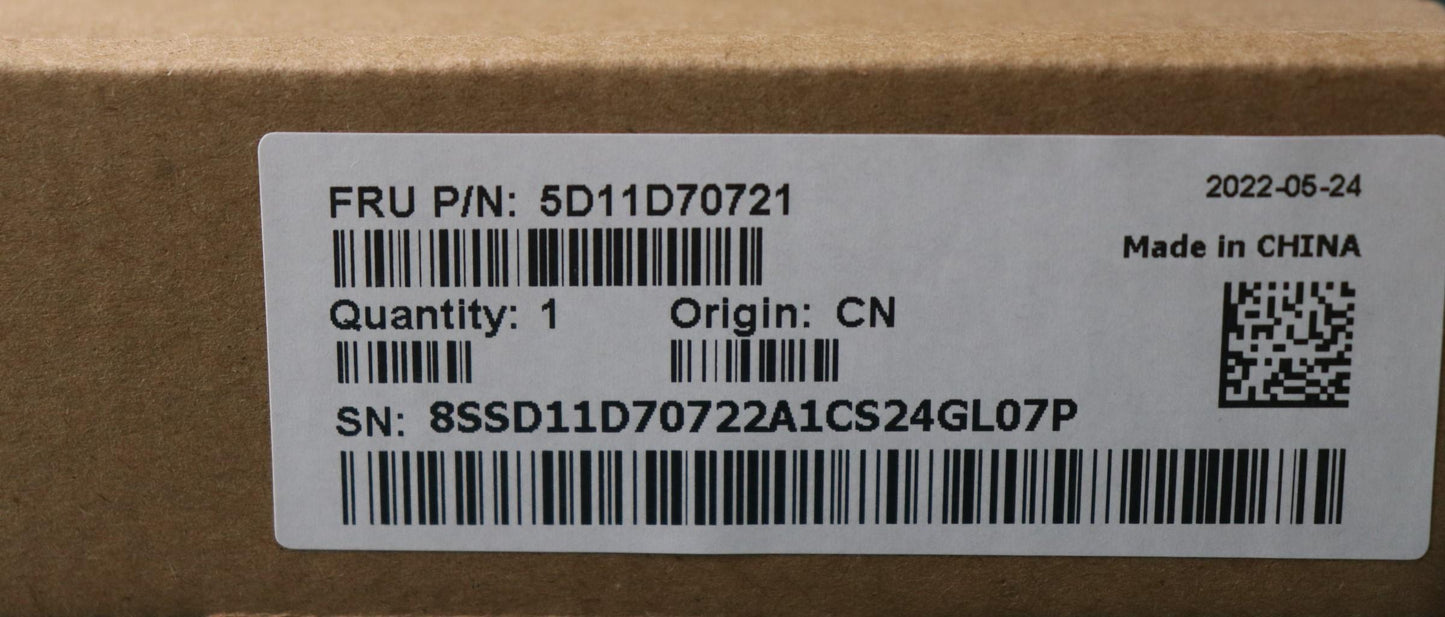 FRU P/N: 5D11D70721
2022-05-24
Made in CHINA
Quantity: 1 Origin: CN
SN: 8SSD11D70722A1CS24GL07P